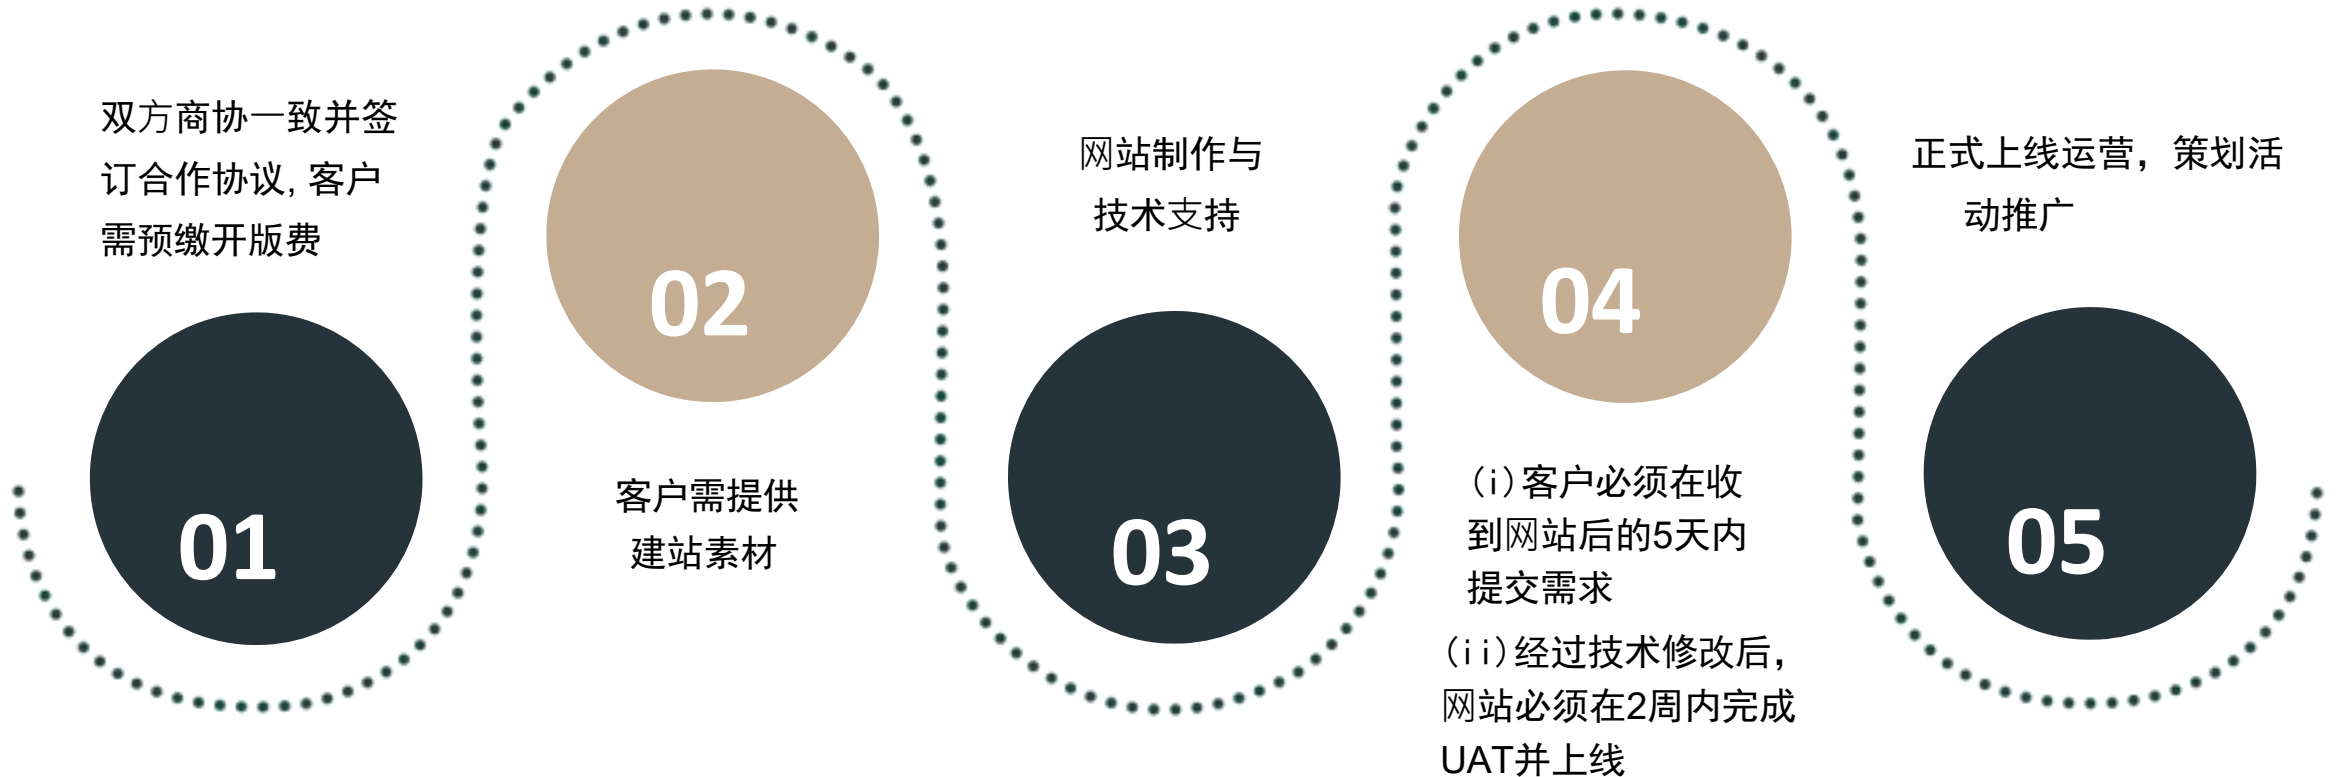 双方商协一致并签
订合作协议, 客户
需预缴开版费
01
02
客户需提供
建站素材
网站制作与
技术支持
03
04
(i)客户必须在收
到网站后的5天内
提交需求
(ii)经过技术修改后，
网站必须在2周内完成
UAT并上线
正式上线运营，策划活
动推广
05